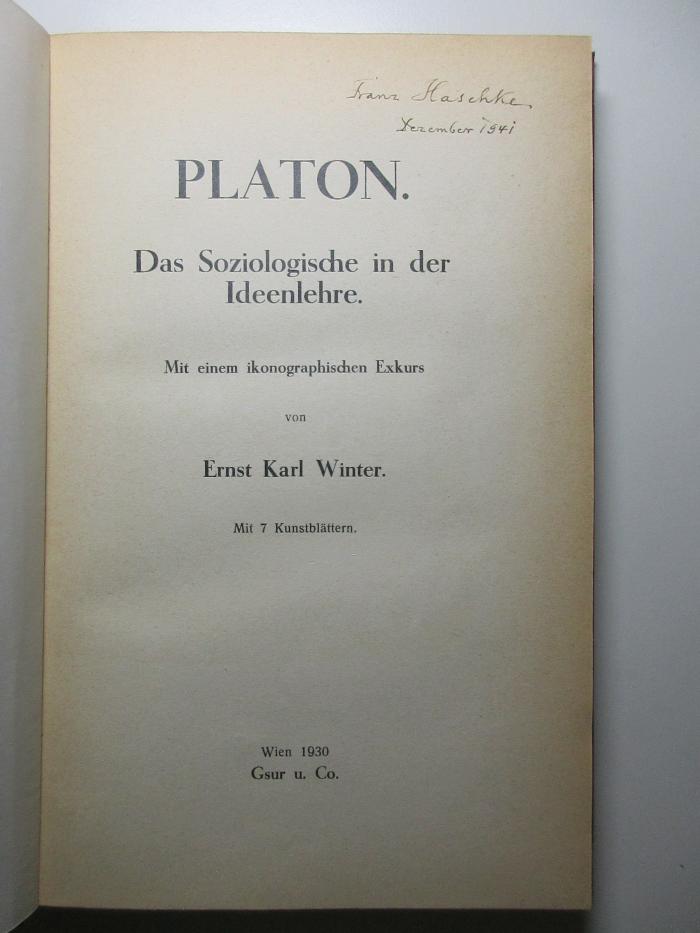 Franz Haschke.
Dezember 1941
PLATON.
Das Soziologische in der
Ideenlehre.
Mit einem ikonographischen Exkurs
von
Ernst Karl Winter.
Mit 7 Kunstblättern.
Wien 1930
Gsur u. Co.